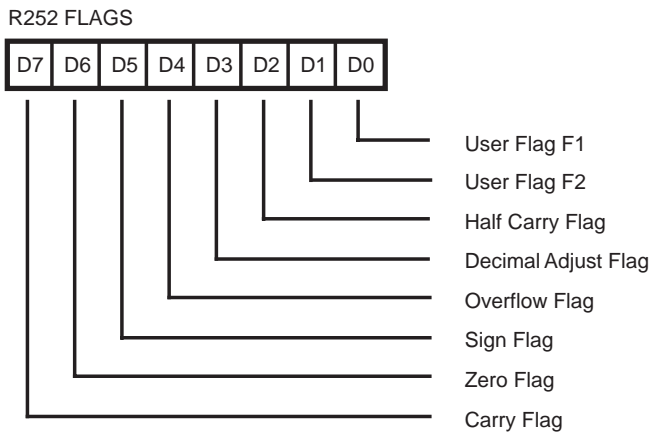 R252 FLAGS
D7 D6 D5 D4 D3 D2 D1 D0
User Flag F1
User Flag F2
Half Carry Flag
Decimal Adjust Flag
Overflow Flag
Sign Flag
Zero Flag
Carry Flag